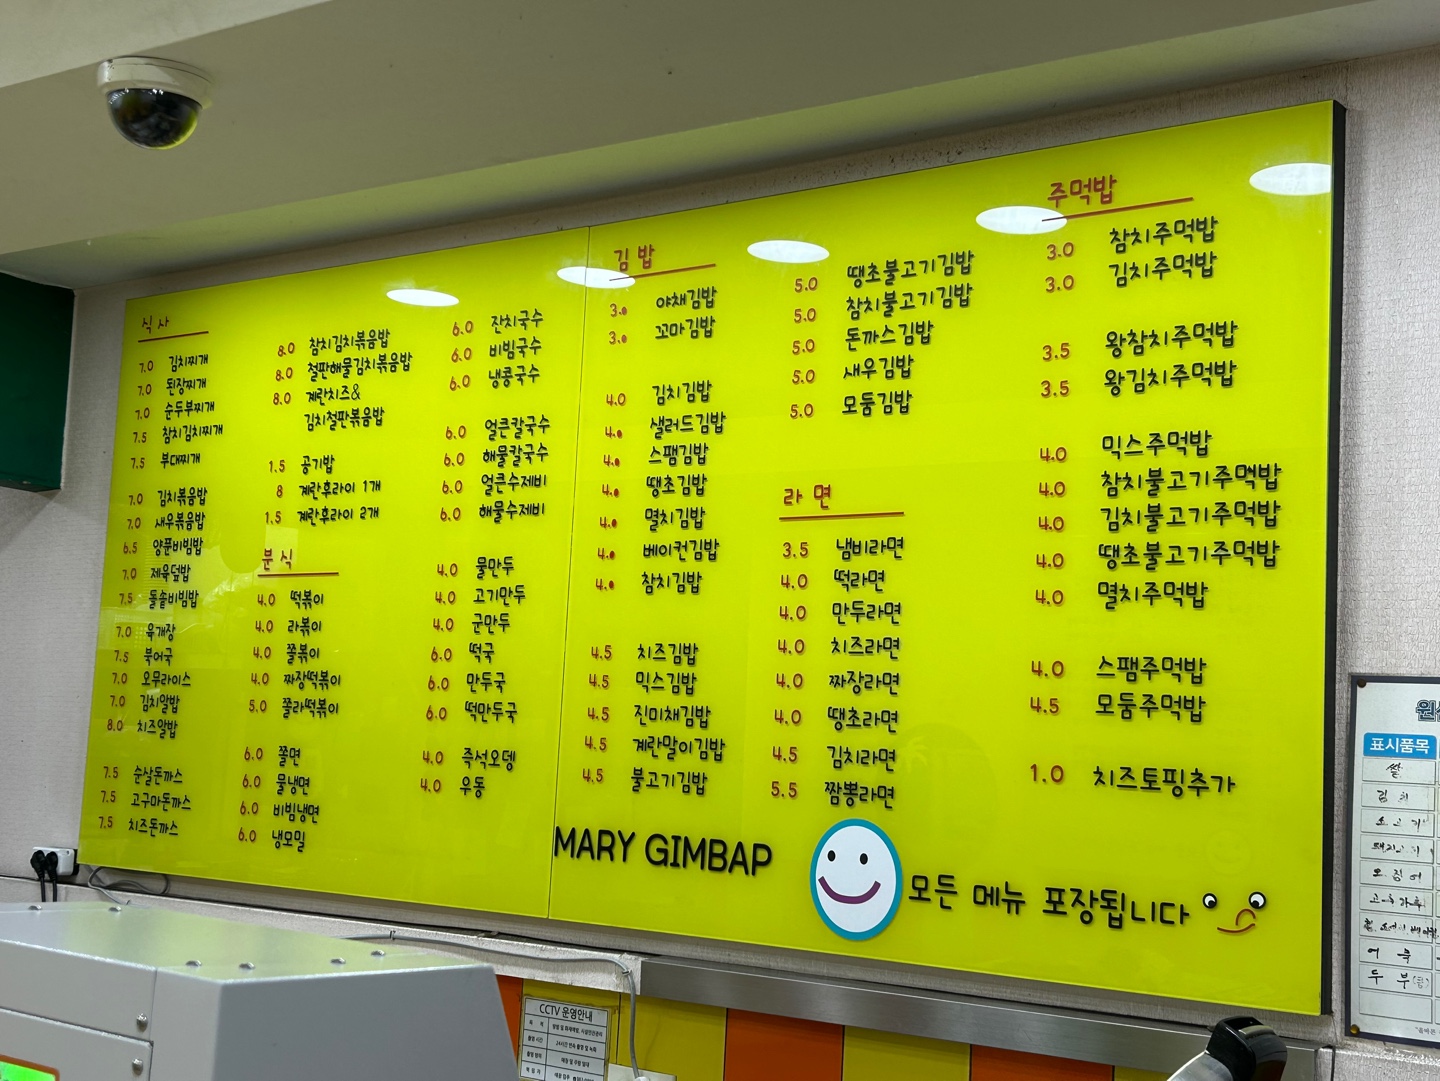 식사
7.0 김치찌개
7.0 된장찌개
7.0 순두부찌개
7.5 참치김치찌개
7.5 부대찌개
7.0 김치볶음밥
7.0 새우볶음밥
6.5 양푼비빔밥
7.0 제육덮밥
7.5 돌솥비빔밥
7.0 육개장
7.5 북어국
7.0 오무라이스
7.0 김치알밥
8.0 치즈알밥
7.5 순살돈까스
7.5 고구마돈까스
7.5 치즈돈까스
8.0 참치김치볶음밥
8.0 철판해물김치볶음밥
8.0 계란치즈&
김치철판볶음밥
1.5 공기밥
8 계란후라이 1개
1.5 계란후라이 2개
분식
4.0 떡볶이
4.0 라볶이
4.0 쫄볶이
4.0 짜장떡볶이
5.0 쫄라떡볶이
6.0 쫄면
6.0 물냉면
6.0 비빔냉면
6.0 냉모밀
6.0 잔치국수
6.0 비빔국수
6.0 냉콩국수
6.0 얼큰칼국수
6.0 해물칼국수
6.0 얼큰수제비
6.0 해물수제비
4.0 물만두
4.0 고기만두
4.0 군만두
6.0 떡국
6.0 만두국
6.0 떡만두국
4.0 즉석오뎅
4.0 우동
김밥
3.0 야채김밥
3.0 꼬마김밥
4.0 김치김밥
4.0 샐러드김밥
4.0 스팸김밥
4.0 땡초김밥
4.0 멸치김밥
4.0 베이컨김밥
4.0 참치김밥
4.5 치즈김밥
4.5 믹스김밥
4.5 진미채김밥
4.5 계란말이김밥
4.5 불고기김밥
5.0 땡초불고기김밥
5.0 참치불고기김밥
5.0 돈까스김밥
5.0 새우김밥
5.0 모둠김밥
라면
3.5 냄비라면
4.0 떡라면
4.0 만두라면
4.0 치즈라면
4.0 짜장라면
4.0 땡초라면
4.5 김치라면
5.5 짬뽕라면
주먹밥
3.0 참치주먹밥
3.0 김치주먹밥
3.5 왕참치주먹밥
3.5 왕김치주먹밥
4.0 믹스주먹밥
4.0 참치불고기주먹밥
4.0 김치불고기주먹밥
4.0 땡초불고기주먹밥
4.0 멸치주먹밥
4.0 스팸주먹밥
4.5 모둠주먹밥
1.0 치즈토핑추가
MARY GIMBAP
모든 메뉴 포장됩니다
표시품목
쌀
김치
오징어
두부
CCTV 운영안내